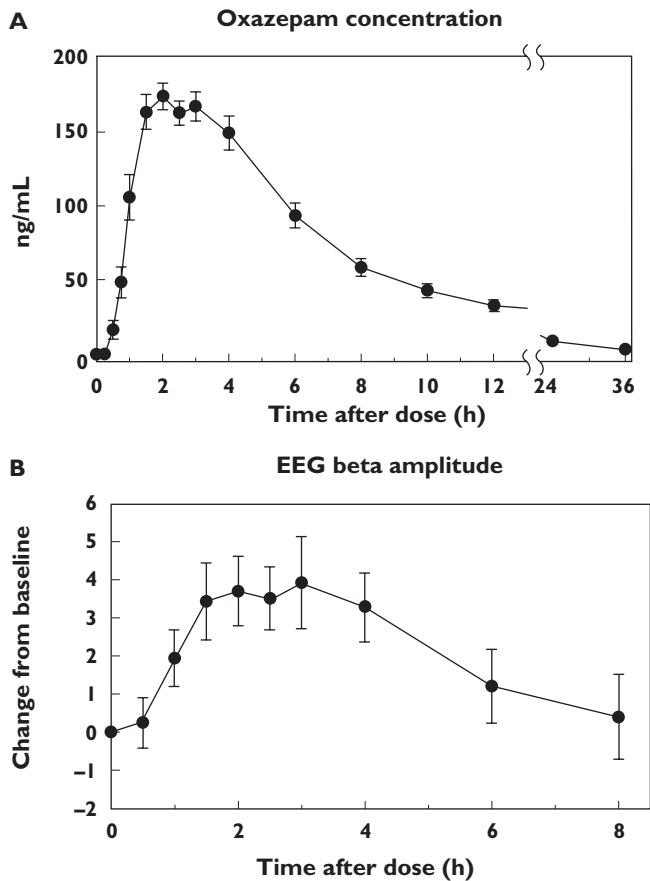 A
Oxazepam concentration
200
150
100
50
0
ng/mL
0 2 4 6 8 10 12 24 36
Time after dose (h)
B
EEG beta amplitude
6
5
4
3
2
1
0
–1
–2
Change from baseline
0 2 4 6 8
Time after dose (h)